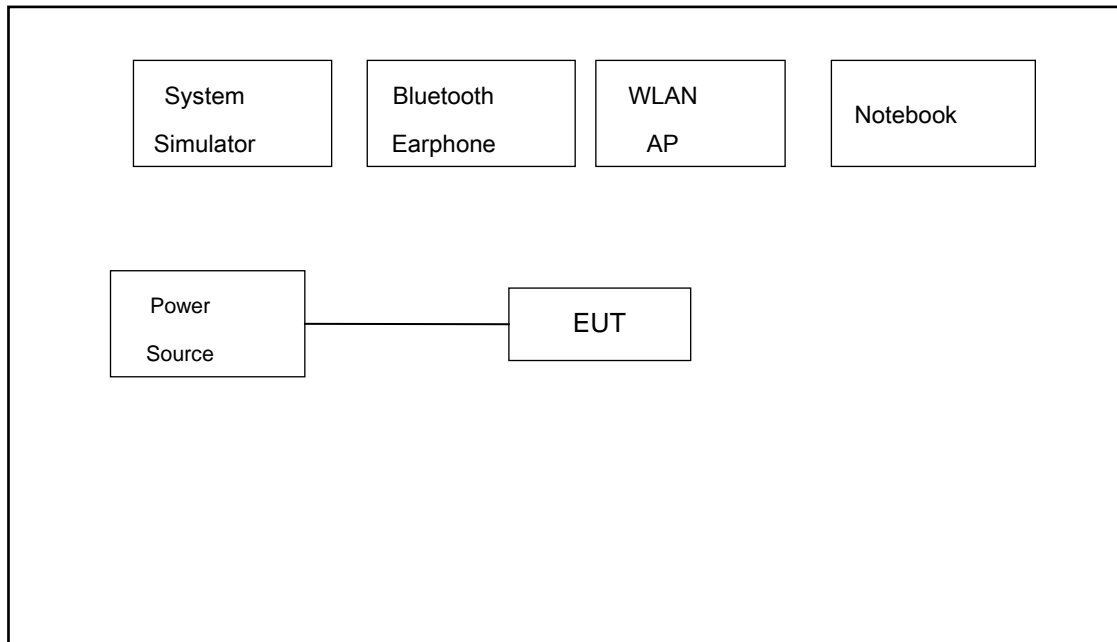 System
Simulator
Bluetooth
Earphone
WLAN
AP
Notebook
Power
Source
EUT